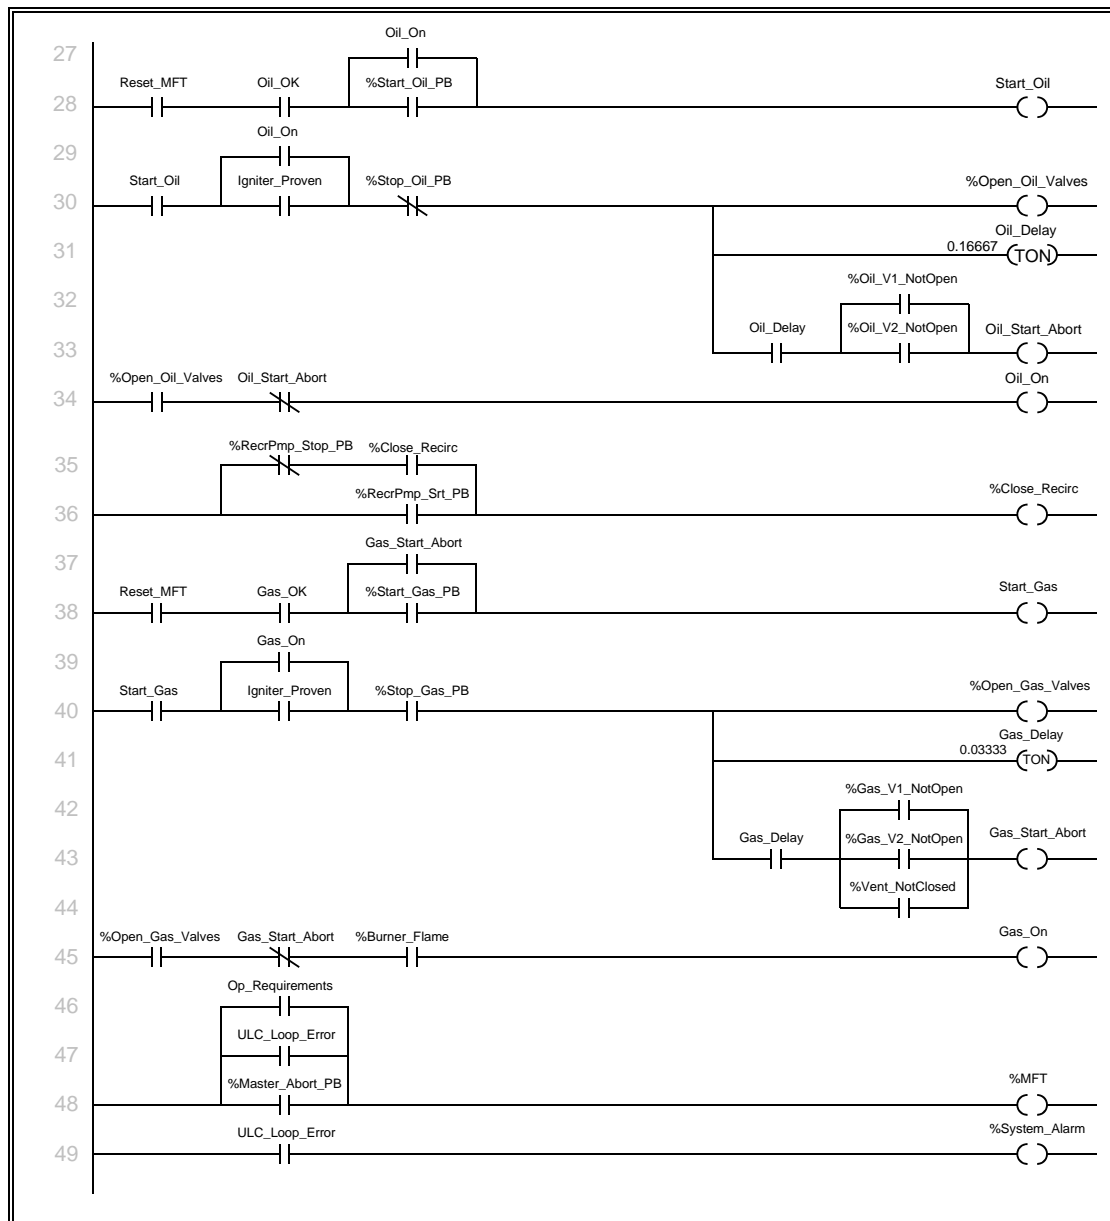 Oil_On
27
Reset_MFT Oil_OK %Start_Oil_PB Start_Oil
28
Oil_On
29
Start_Oil Igniter_Proven %Stop_Oil_PB %Open_Oil_Valves
30
Oil_Delay
31 0.16667 TON
%Oil_V1_NotOpen
32
Oil_Delay %Oil_V2_NotOpen Oil_Start_Abort
33
%Open_Oil_Valves Oil_Start_Abort Oil_On
34
%RecrPmp_Stop_PB %Close_Recirc
35
%RecrPmp_Srt_PB %Close_Recirc
36
Gas_Start_Abort
37
Reset_MFT Gas_OK %Start_Gas_PB Start_Gas
38
Gas_On
39
Start_Gas Igniter_Proven %Stop_Gas_PB %Open_Gas_Valves
40
Gas_Delay
41 0.03333 TON
%Gas_V1_NotOpen
42
Gas_Delay %Gas_V2_NotOpen Gas_Start_Abort
43
%Vent_NotClosed
44
%Open_Gas_Valves Gas_Start_Abort %Burner_Flame Gas_On
45
Op_Requirements
46
ULC_Loop_Error
47
%Master_Abort_PB %MFT
48
ULC_Loop_Error %System_Alarm
49